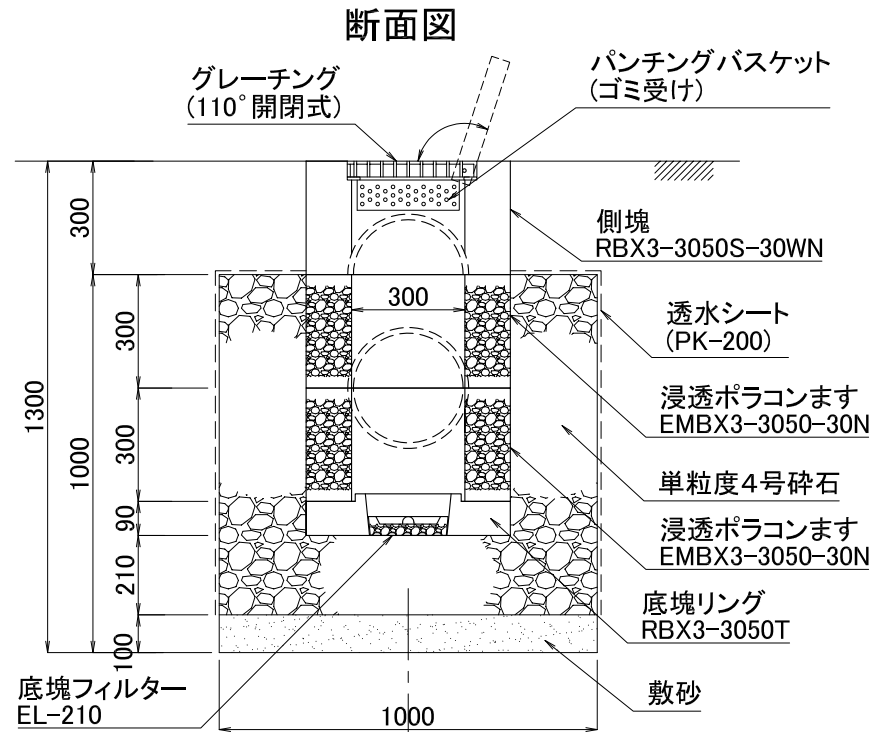 断面図
グレーチング
(110°開閉式)
パンチングバスケット
(ゴミ受け)
側塊
RBX3-3050S-30WN
透水シート
(PK-200)
浸透ポラコンます
EMBX3-3050-30N
単粒度4号砕石
浸透ポラコンます
EMBX3-3050-30N
底塊リング
RBX3-3050T
敷砂
底塊フィルター
EL-210
300
300
300
300
90
210
100
1000
1300
1000